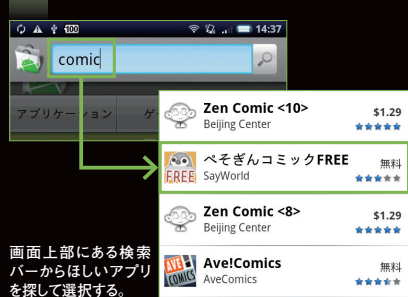 100 14:37
comic
アプリケーション ゲ
Zen Comic <10>
Beijing Center
$1.29
ぺそぎんコミックFREE
SayWorld
無料
FREE
Zen Comic <8>
Beijing Center
$1.29
Ave!Comics
AveComics
無料
AVE!
COMICS
画面上部にある検索
バーからほしいアプリ
を探して選択する。